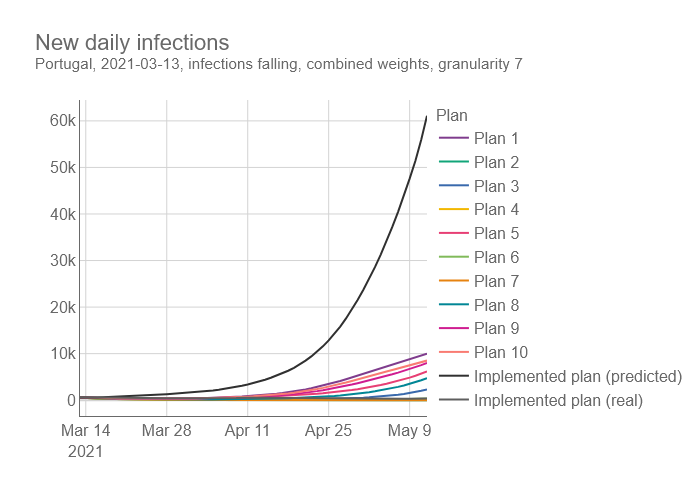 New daily infections
Portugal, 2021-03-13, infections falling, combined weights, granularity 7
60k
50k
40k
30k
20k
10k
0
Mar 14
2021
Mar 28
Apr 11
Apr 25
May 9
Plan
Plan 1
Plan 2
Plan 3
Plan 4
Plan 5
Plan 6
Plan 7
Plan 8
Plan 9
Plan 10
Implemented plan (predicted)
Implemented plan (real)